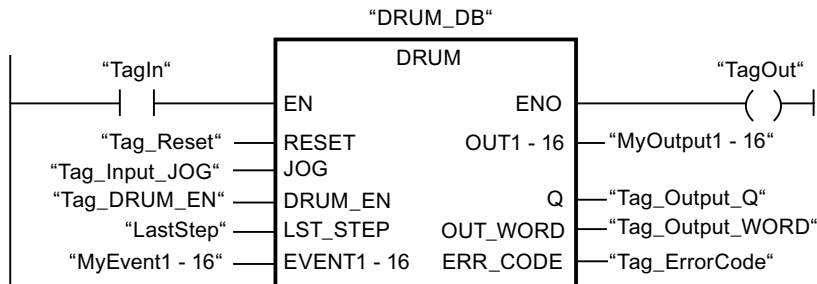 “DRUM_DB“
DRUM
“TagIn“
“TagOut“
EN
ENO
“Tag_Reset“
RESET
OUT1 - 16
“MyOutput1 - 16“
“Tag_Input_JOG“
JOG
“Tag_DRUM_EN“
DRUM_EN
Q
“Tag_Output_Q“
“LastStep“
LST_STEP
OUT_WORD
“Tag_Output_WORD“
“MyEvent1 - 16“
EVENT1 - 16
ERR_CODE
“Tag_ErrorCode“